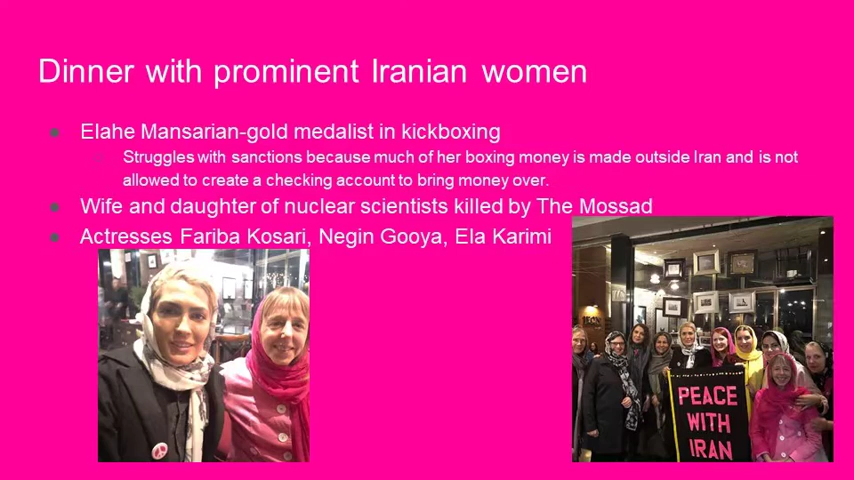 Dinner with prominent Iranian women
Elahe Mansarian-gold medalist in kickboxing
Struggles with sanctions because much of her boxing money is made outside Iran and is not
allowed to create a checking account to bring money over.
Wife and daughter of nuclear scientists killed by The Mossad
Actresses Fariba Kosari, Negin Gooya, Ela Karimi
PEACE
WITH
IRAN